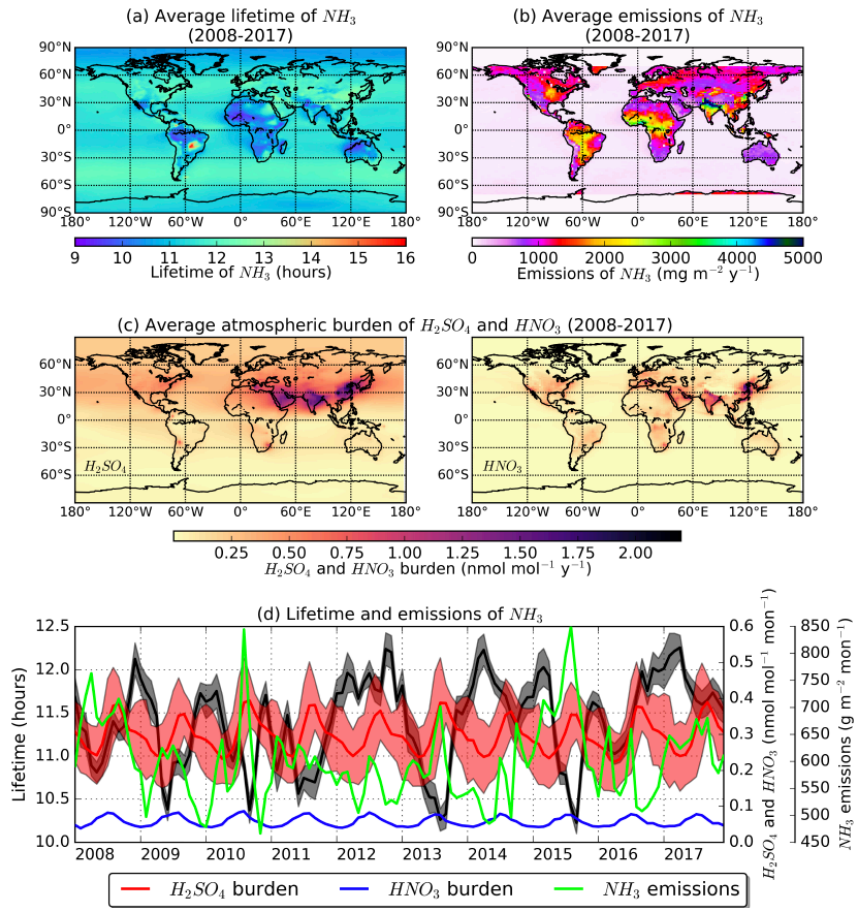 (a) Average lifetime of NH₃
(2008-2017)
90°N
60°N
30°N
0°
30°S
60°S
90°S
180° 120°W 60°W 0° 60°E 120°E 180°
9 10 11 12 13 14 15 16
Lifetime of NH₃ (hours)
(b) Average emissions of NH₃
(2008-2017)
90°N
60°N
30°N
0°
30°S
60°S
90°S
180° 120°W 60°W 0° 60°E 120°E 180°
0 1000 2000 3000 4000 5000
Emissions of NH₃ (mg m⁻² y⁻¹)
(c) Average atmospheric burden of H₂SO₄ and HNO₃ (2008-2017)
60°N
30°N
0°
30°S
60°S
H₂SO₄
180° 120°W 60°W 0° 60°E 120°E 180°
60°N
30°N
0°
30°S
60°S
HNO₃
180° 120°W 60°W 0° 60°E 120°E 180°
0.25 0.50 0.75 1.00 1.25 1.50 1.75 2.00
H₂SO₄ and HNO₃ burden (nmol mol⁻¹ y⁻¹)
(d) Lifetime and emissions of NH₃
Lifetime (hours)
12.5
12.0
11.5
11.0
10.5
10.0
2008 2009 2010 2011 2012 2013 2014 2015 2016 2017
0.6
0.5
0.4
0.3
0.2
0.1
0.0
H₂SO₄ and HNO₃ (nmol mol⁻¹ mon⁻¹)
850
800
750
700
650
600
550
500
450
NH₃ emissions (g m⁻² mon⁻¹)
H₂SO₄ burden HNO₃ burden NH₃ emissions